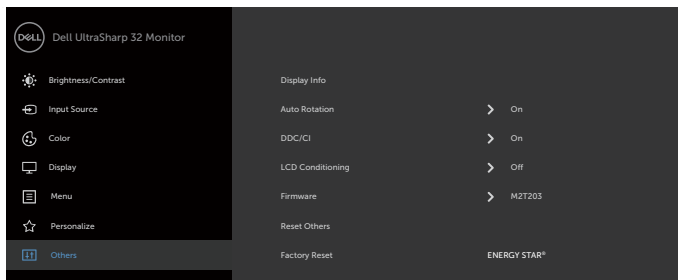 DELL Dell UltraSharp 32 Monitor
Brightness/Contrast Display Info
Input Source Auto Rotation On
Color DDC/CI On
Display LCD Conditioning Off
Menu Firmware M2T203
Personalize Reset Others
Others Factory Reset ENERGY STAR®